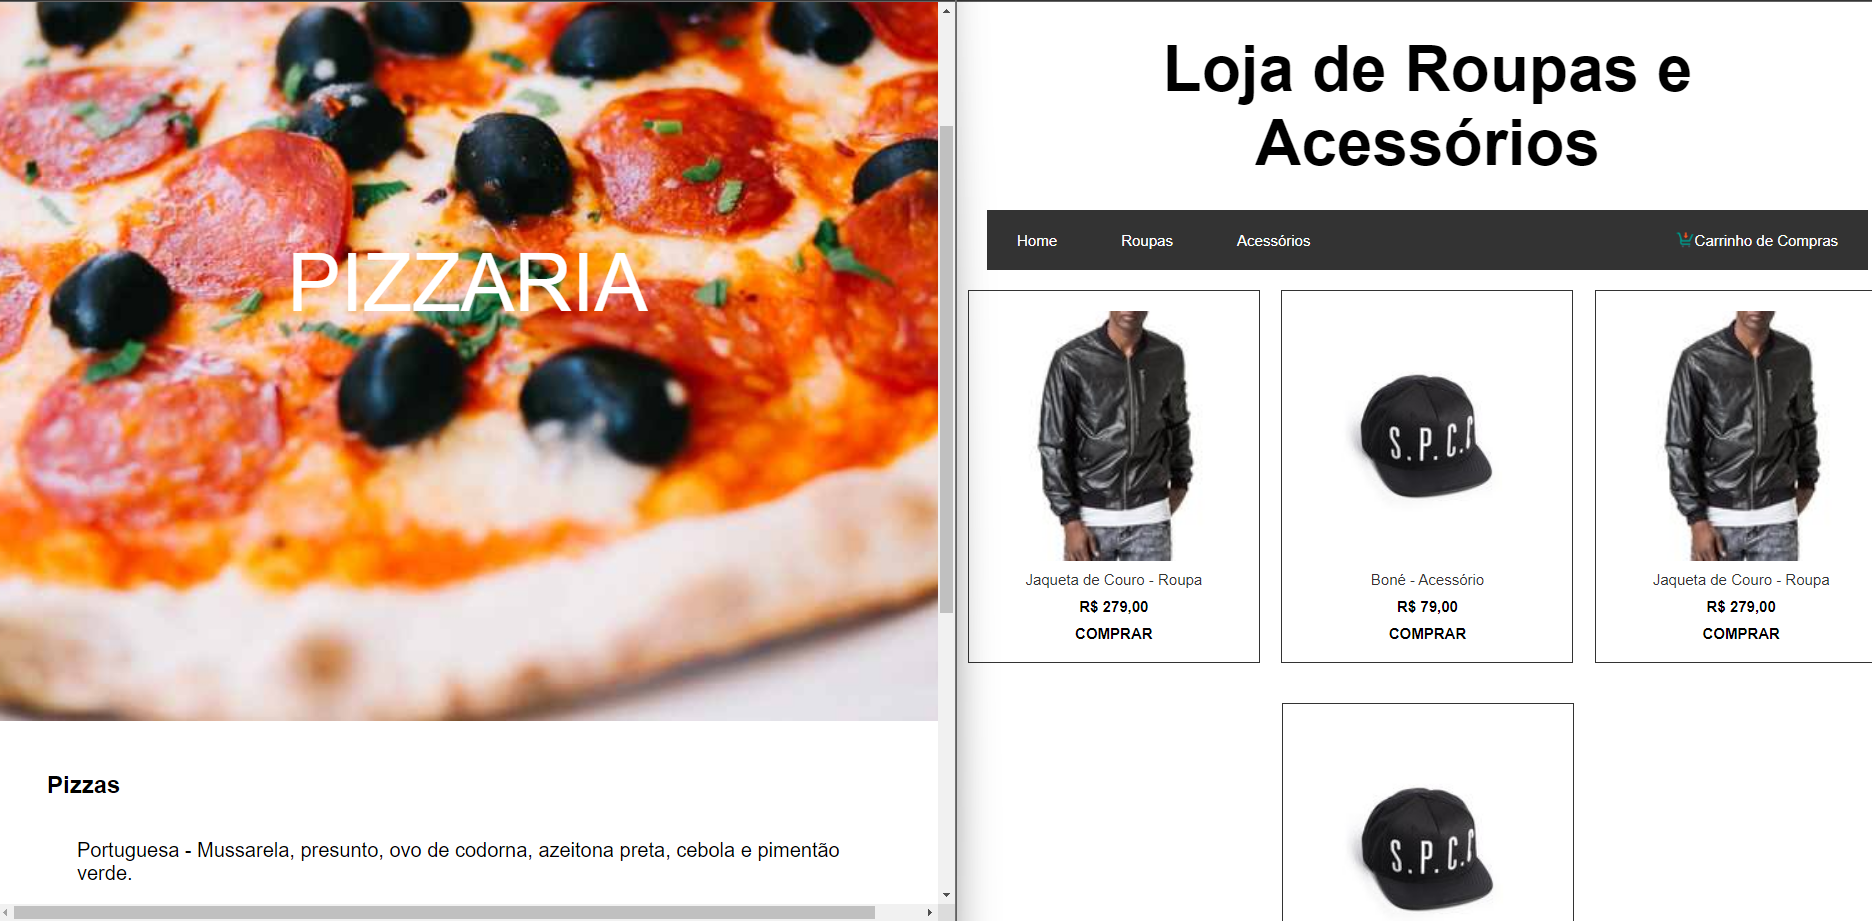 PIZZARIA
Pizzas
Portuguesa - Mussarela, presunto, ovo de codorna, azeitona preta, cebola e pimentão
verde.
Loja de Roupas e
Acessórios
Home Roupas Acessórios Carrinho de Compras
S.P.C.C
Jaqueta de Couro - Roupa
R$ 279,00
COMPRAR
Boné - Acessório
R$ 79,00
COMPRAR
Jaqueta de Couro - Roupa
R$ 279,00
COMPRAR
S.P.C.C